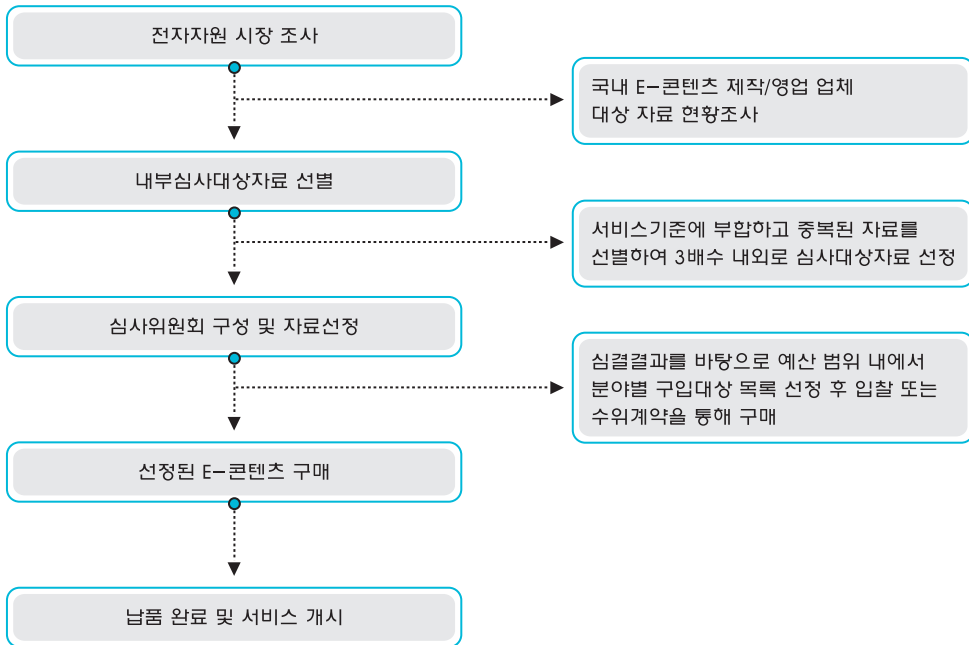 전자자원 시장 조사
국내 E-콘텐츠 제작/영업 업체
대상 자료 현황조사
내부심사대상자료 선별
서비스기준에 부합하고 중복된 자료를
선별하여 3배수 내외로 심사대상자료 선정
심사위원회 구성 및 자료선정
심결결과를 바탕으로 예산 범위 내에서
분야별 구입대상 목록 선정 후 입찰 또는
수위계약을 통해 구매
선정된 E-콘텐츠 구매
납품 완료 및 서비스 개시